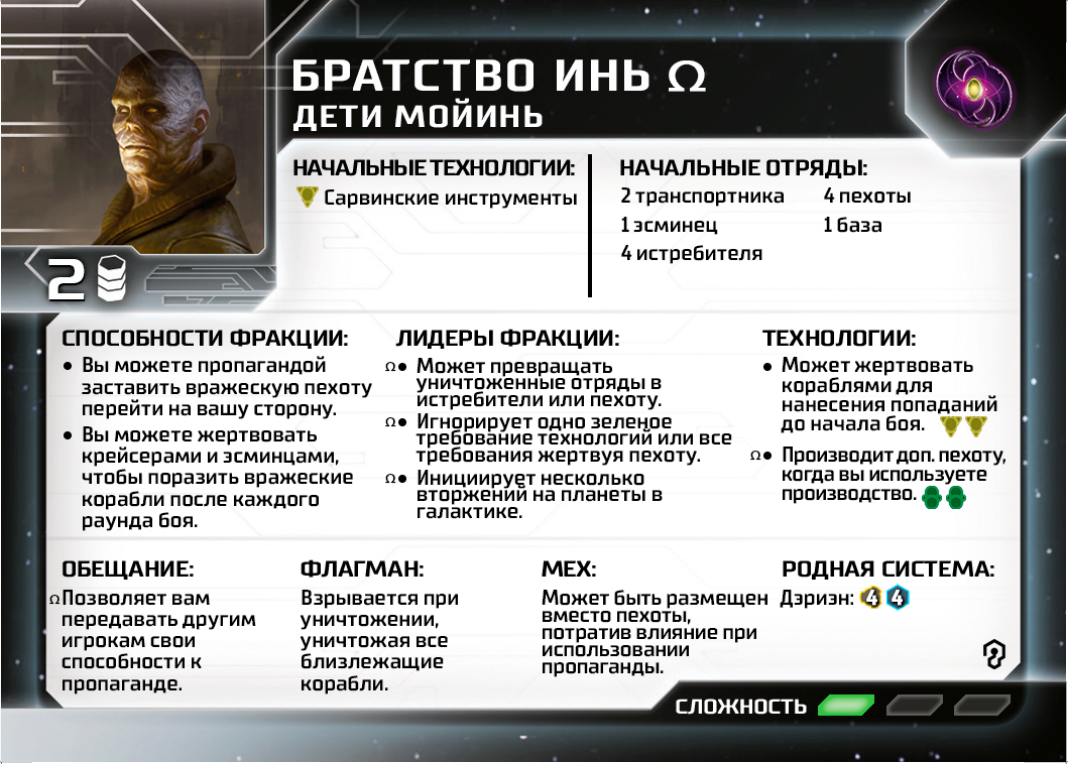 БРАТСТВО ИНЬ Ω
ДЕТИ МОЙИНЬ
НАЧАЛЬНЫЕ ТЕХНОЛОГИИ:
Сарвинские инструменты
НАЧАЛЬНЫЕ ОТРЯДЫ:
2 транспортника 4 пехоты
1 эсминец 1 база
4 истребителя
2
СПОСОБНОСТИ ФРАКЦИИ:
• Вы можете пропагандой
заставить вражескую пехоту
перейти на вашу сторону.
• Вы можете жертвовать
крейсерами и эсминцами,
чтобы поразить вражеские
корабли после каждого
раунда боя.
ЛИДЕРЫ ФРАКЦИИ:
Ω• Может превращать
уничтоженные отряды в
истребители или пехоту.
Ω• Игнорирует одно зеленое
требование технологий или все
требования жертвуя пехоту.
Ω• Инициирует несколько
вторжений на планеты в
галактике.
ТЕХНОЛОГИИ:
• Может жертвовать
кораблями для
нанесения попаданий
до начала боя.
Ω• Производит доп. пехоту,
когда вы используете
производство.
ОБЕЩАНИЕ:
ΩПозволяет вам
передавать другим
игрокам свои
способности к
пропаганде.
ФЛАГМАН:
Взрывается при
уничтожении,
уничтожая все
близлежащие
корабли.
МЕХ:
Может быть размещен
вместо пехоты,
потратив влияние при
использовании
пропаганды.
РОДНАЯ СИСТЕМА:
Дэриэн: 4 4
СЛОЖНОСТЬ